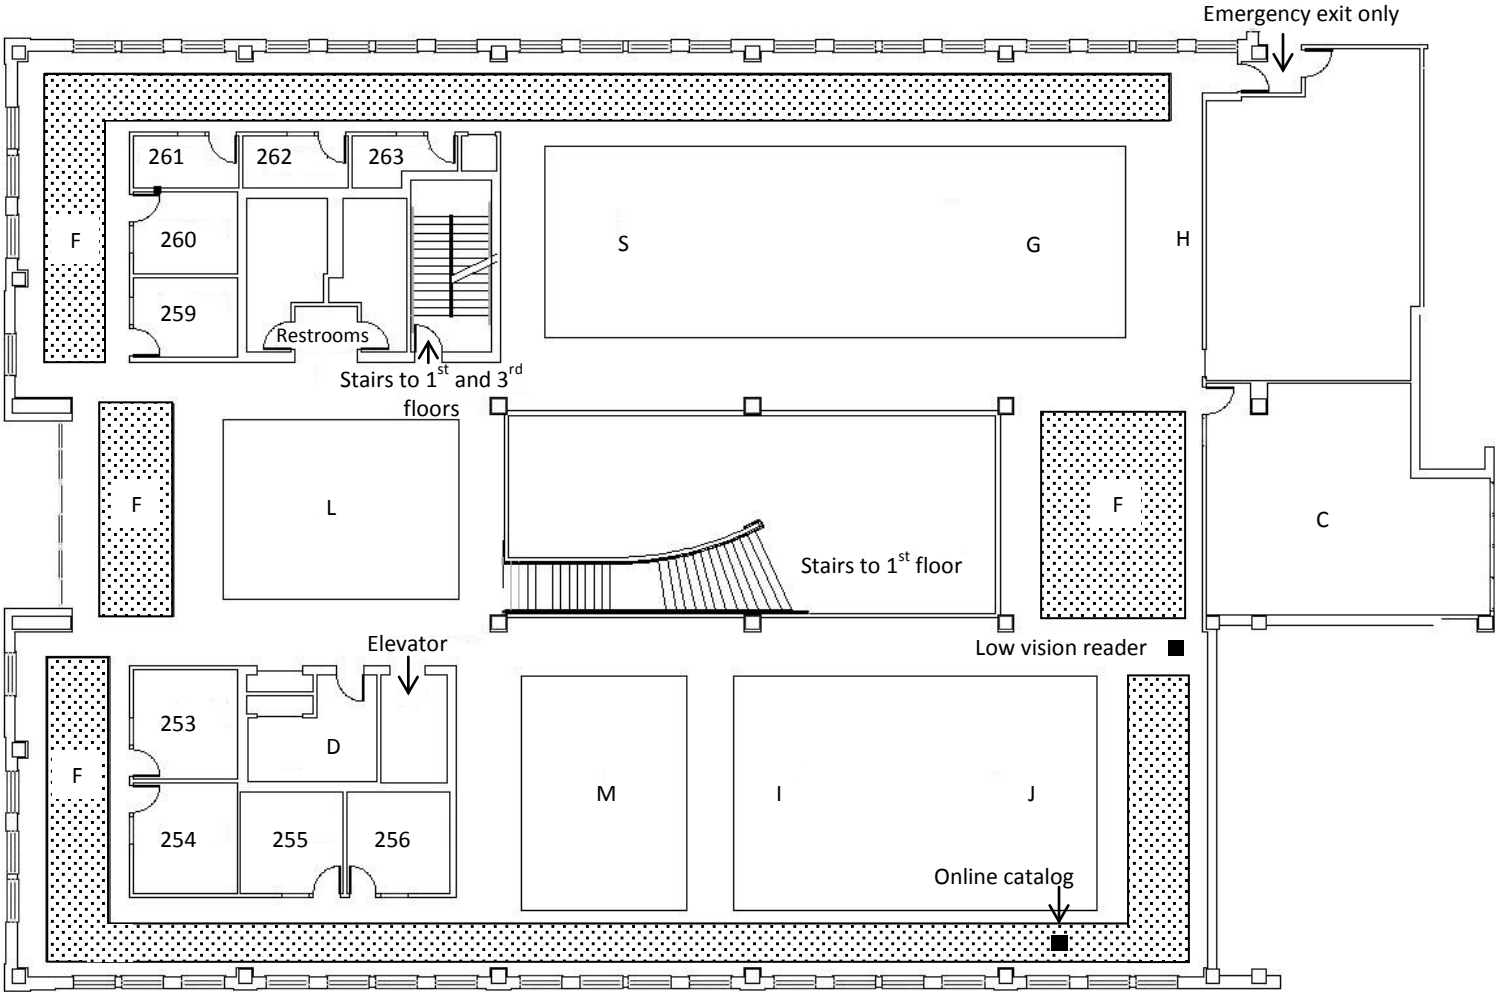 Emergency exit only
261
262
263
F
260
S
G
H
259
Restrooms
Stairs to 1st and 3rd
floors
F
L
F
C
Stairs to 1st floor
Elevator
Low vision reader
253
D
F
M
I
J
254
255
256
Online catalog